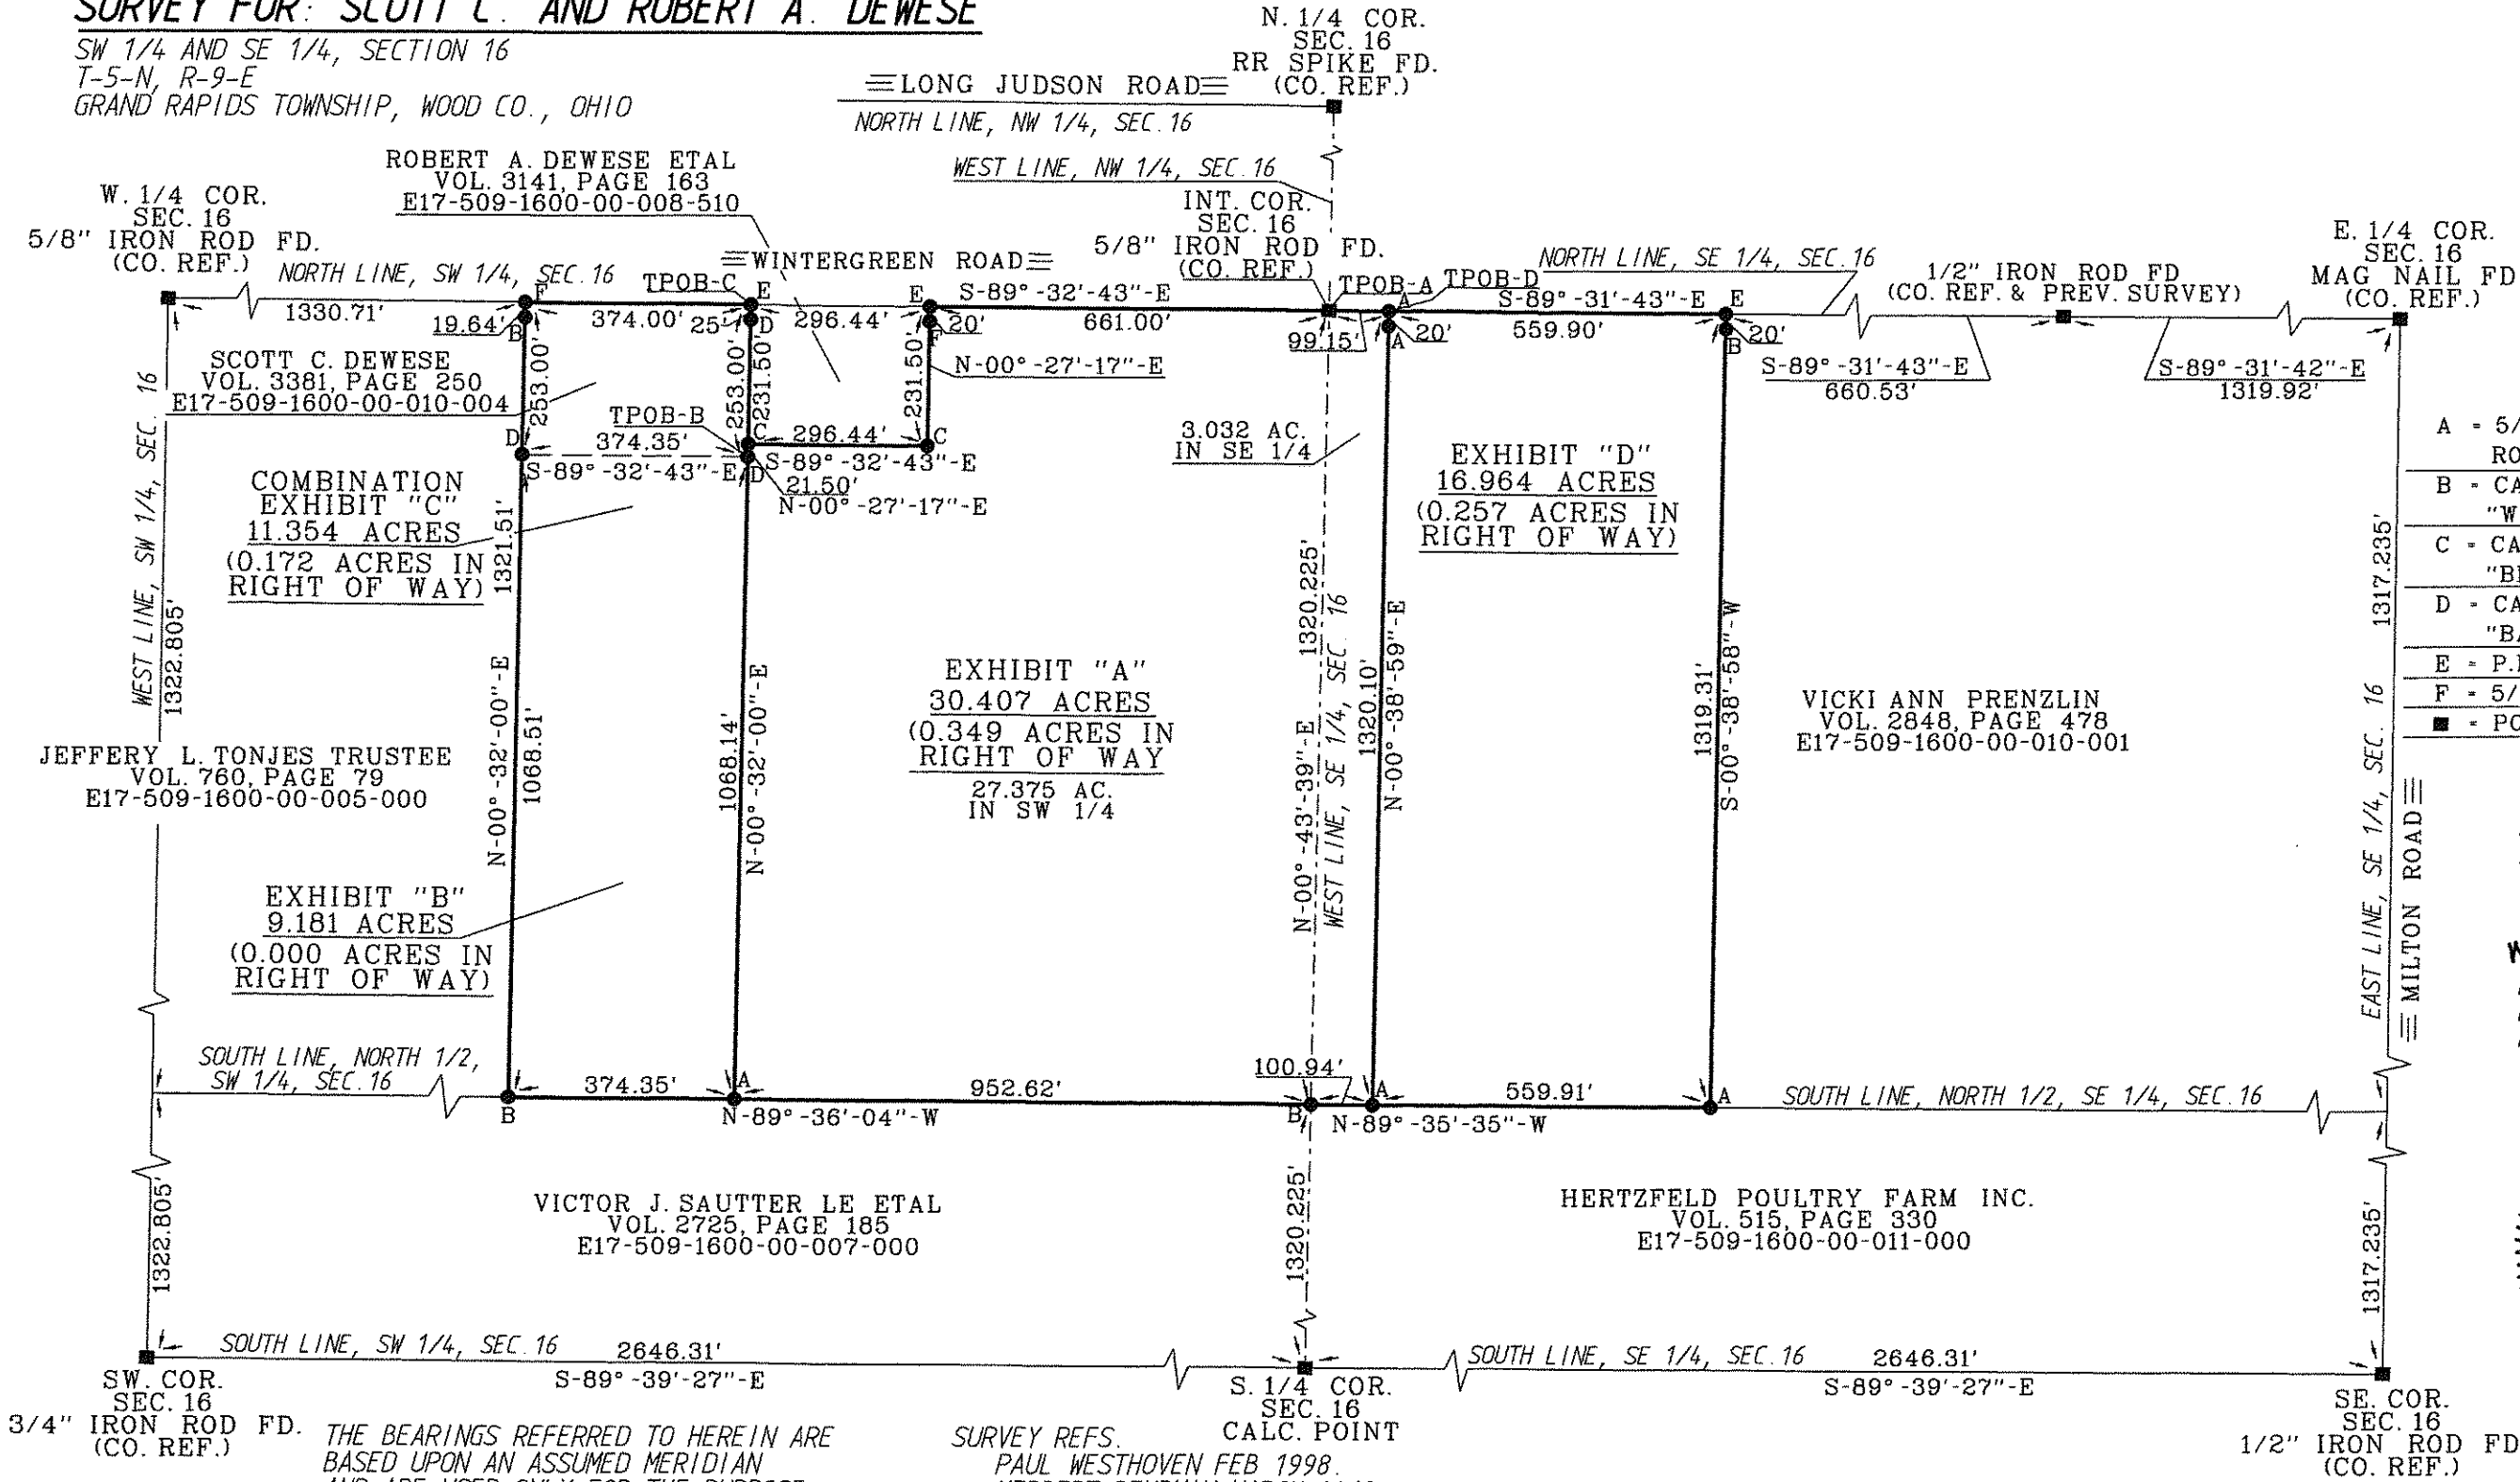 SURVEY FOR: SCOTT C. AND ROBERT A. DEWESE
SW 1/4 AND SE 1/4, SECTION 16
T-5-N, R-9-E
GRAND RAPIDS TOWNSHIP, WOOD CO., OHIO
N. 1/4 COR.
SEC. 16
RR SPIKE FD.
(CO. REF.)
LONG JUDSON ROAD
NORTH LINE, NW 1/4, SEC. 16
WEST LINE, NW 1/4, SEC. 16
ROBERT A. DEWESE ETAL
VOL. 3141, PAGE 163
E17-509-1600-00-008-510
W. 1/4 COR.
SEC. 16
5/8" IRON ROD FD.
(CO. REF.)
NORTH LINE, SW 1/4, SEC. 16
1330.71'
WINTERGREEN ROAD
INT. COR.
SEC. 16
5/8" IRON ROD FD.
(CO. REF.)
NORTH LINE, SE 1/4, SEC. 16
1/2" IRON ROD FD
(CO. REF. & PREV. SURVEY)
E. 1/4 COR.
SEC. 16
MAG NAIL FD
(CO. REF.)
TPOB-C
TPOB-A
TPOB-D
F
E
E
A
E
S-89°-32'-43"-E
661.00'
S-89°-31'-43"-E
559.90'
19.64'
B
374.00'
25'
D
296.44'
20'
F
99.15'
A
20'
20'
B
S-89°-31'-43"-E
660.53'
S-89°-31'-42"-E
1319.92'
SCOTT C. DEWESE
VOL. 3381, PAGE 250
E17-509-1600-00-010-004
253.00'
253.00'
231.50'
231.50'
N-00°-27'-17"-E
TPOB-B
D
374.35'
S-89°-32'-43"-E
C
296.44'
C
S-89°-32'-43"-E
D
21.50'
N-00°-27'-17"-E
3.032 AC.
IN SE 1/4
COMBINATION
EXHIBIT "C"
11.354 ACRES
(0.172 ACRES IN
RIGHT OF WAY)
EXHIBIT "D"
16.964 ACRES
(0.257 ACRES IN
RIGHT OF WAY)
A = 5/
RO
B = CA
"W
C = CA
D = CA
"BA
E = P.
F = 5/
■ = PO
WEST LINE, SW 1/4, SEC. 16
1322.805'
1321.51'
N-00°-32'-00"-E
1068.51'
1068.14'
N-00°-32'-00"-E
EXHIBIT "A"
30.407 ACRES
(0.349 ACRES IN
RIGHT OF WAY
27.375 AC.
IN SW 1/4
1320.225'
N-00°-43'-39"-E
WEST LINE, SE 1/4, SEC. 16
1320.10'
N-00°-38'-59"-E
1319.31'
S-00°-38'-58"-W
VICKI ANN PRENZLIN
VOL. 2848, PAGE 478
E17-509-1600-00-010-001
1317.235'
EAST LINE, SE 1/4, SEC. 16
MILTON ROAD
JEFFERY L. TONJES TRUSTEE
VOL. 760, PAGE 79
E17-509-1600-00-005-000
EXHIBIT "B"
9.181 ACRES
(0.000 ACRES IN
RIGHT OF WAY)
SOUTH LINE, NORTH 1/2,
SW 1/4, SEC. 16
B
374.35'
A
N-89°-36'-04"-W
952.62'
100.94'
B
A
N-89°-35'-35"-W
559.91'
A
SOUTH LINE, NORTH 1/2, SE 1/4, SEC. 16
1322.805'
VICTOR J. SAUTTER LE ETAL
VOL. 2725, PAGE 185
E17-509-1600-00-007-000
1320.225'
HERTZFELD POULTRY FARM INC.
VOL. 515, PAGE 330
E17-509-1600-00-011-000
1317.235'
SOUTH LINE, SW 1/4, SEC. 16
2646.31'
S-89°-39'-27"-E
SOUTH LINE, SE 1/4, SEC. 16
2646.31'
S-89°-39'-27"-E
SW. COR.
SEC. 16
3/4" IRON ROD FD.
(CO. REF.)
S. 1/4 COR.
SEC. 16
CALC. POINT
SE. COR.
SEC. 16
1/2" IRON ROD FD
(CO. REF.)
THE BEARINGS REFERRED TO HEREIN ARE
BASED UPON AN ASSUMED MERIDIAN
SURVEY REFS.
PAUL WESTHOVEN FEB 1998.